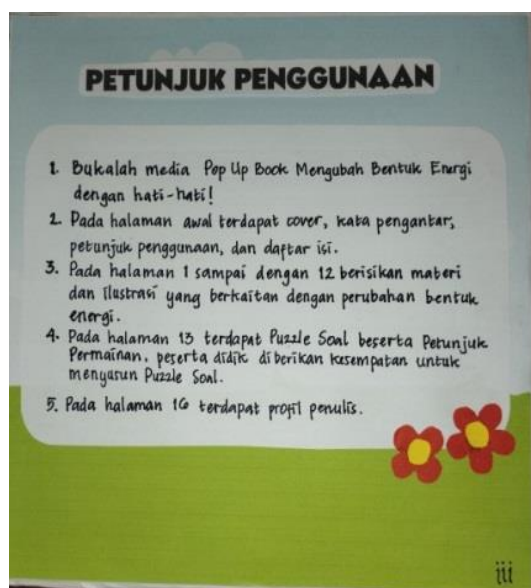 PETUNJUK PENGGUNAAN
1. Bukalah media Pop Up Book Mengubah Bentuk Energi
dengan hati-hati!
2. Pada halaman awal terdapat cover, kata pengantar,
petunjuk penggunaan, dan daftar isi.
3. Pada halaman 1 sampai dengan 12 berisikan materi
dan ilustrasi yang berkaitan dengan perubahan bentuk
energi.
4. Pada halaman 13 terdapat Puzzle Soal beserta Petunjuk
Permainan, peserta didik diberikan kesempatan untuk
menyusun Puzzle Soal.
5. Pada halaman 16 terdapat profil penulis.
iii